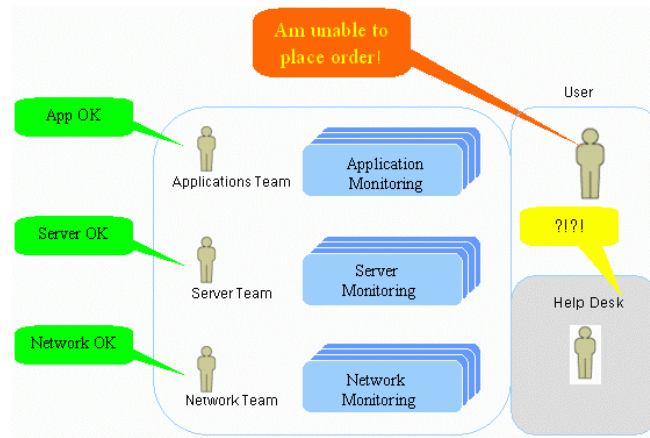 Am unable to
place order!
User
App OK
Applications Team
Application
Monitoring
?!?!
Server OK
Server Team
Server
Monitoring
Help Desk
Network OK
Network Team
Network
Monitoring